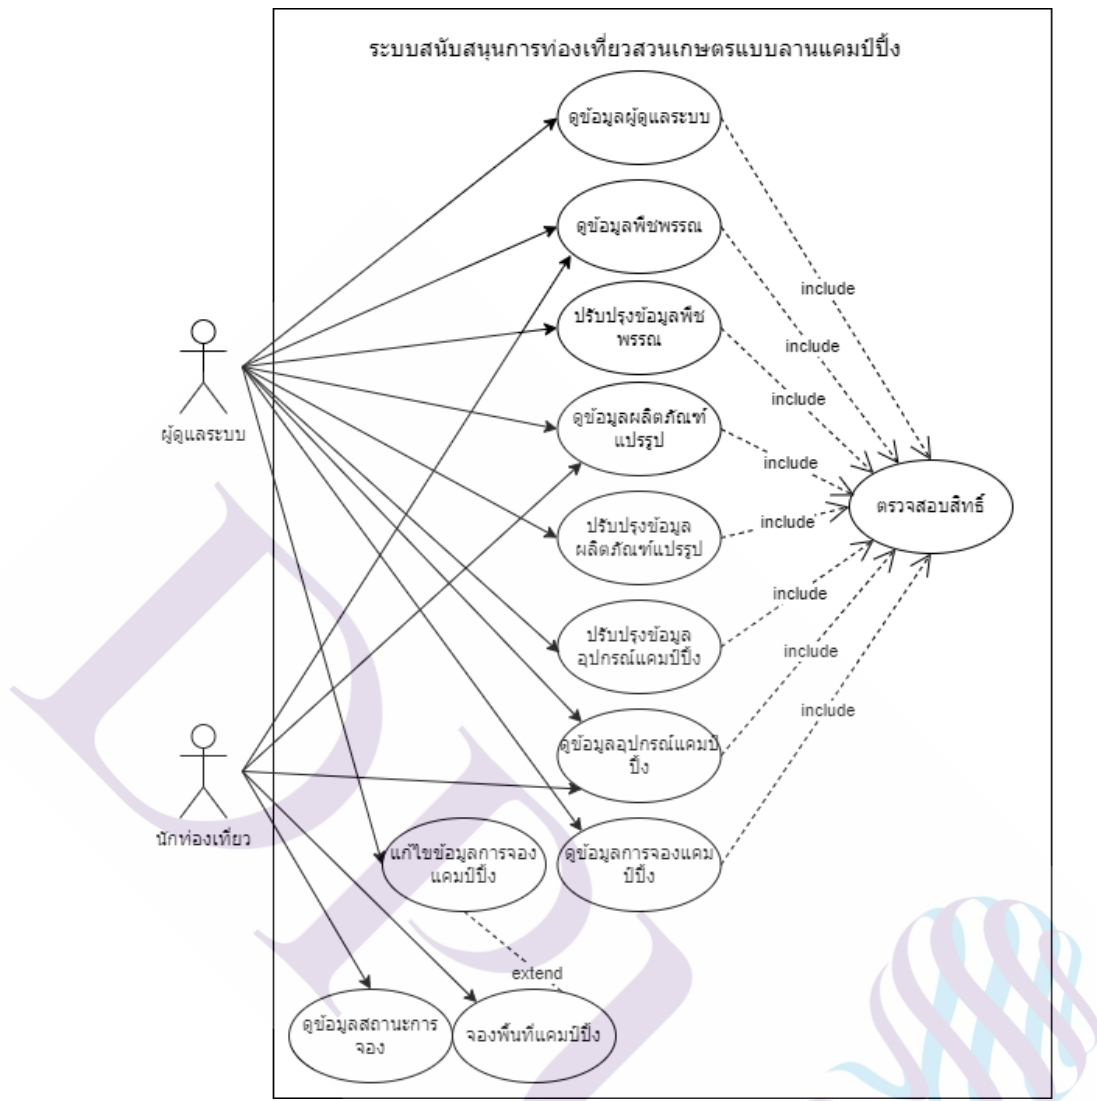 ระบบสนับสนุนการท่องเที่ยวสวนเกษตรแบบลานแคมป์ปิ้ง
ดูข้อมูลผู้ดูแลระบบ
ดูข้อมูลพืชพรรณ
include
ปรับปรุงข้อมูลพืช
พรรณ
include
include
ผู้ดูแลระบบ
ดูข้อมูลผลิตภัณฑ์
แปรรูป
include
ตรวจสอบสิทธิ์
ปรับปรุงข้อมูล
ผลิตภัณฑ์แปรรูป
include
include
ปรับปรุงข้อมูล
อุปกรณ์แคมป์ปิ้ง
include
include
ดูข้อมูลอุปกรณ์แคมป์
ปิ้ง
นักท่องเที่ยว
แก้ไขข้อมูลการจอง
แคมป์ปิ้ง
ดูข้อมูลการจองแคม
ป์ปิ้ง
extend
ดูข้อมูลสถานะการ
จอง
จองพื้นที่แคมป์ปิ้ง